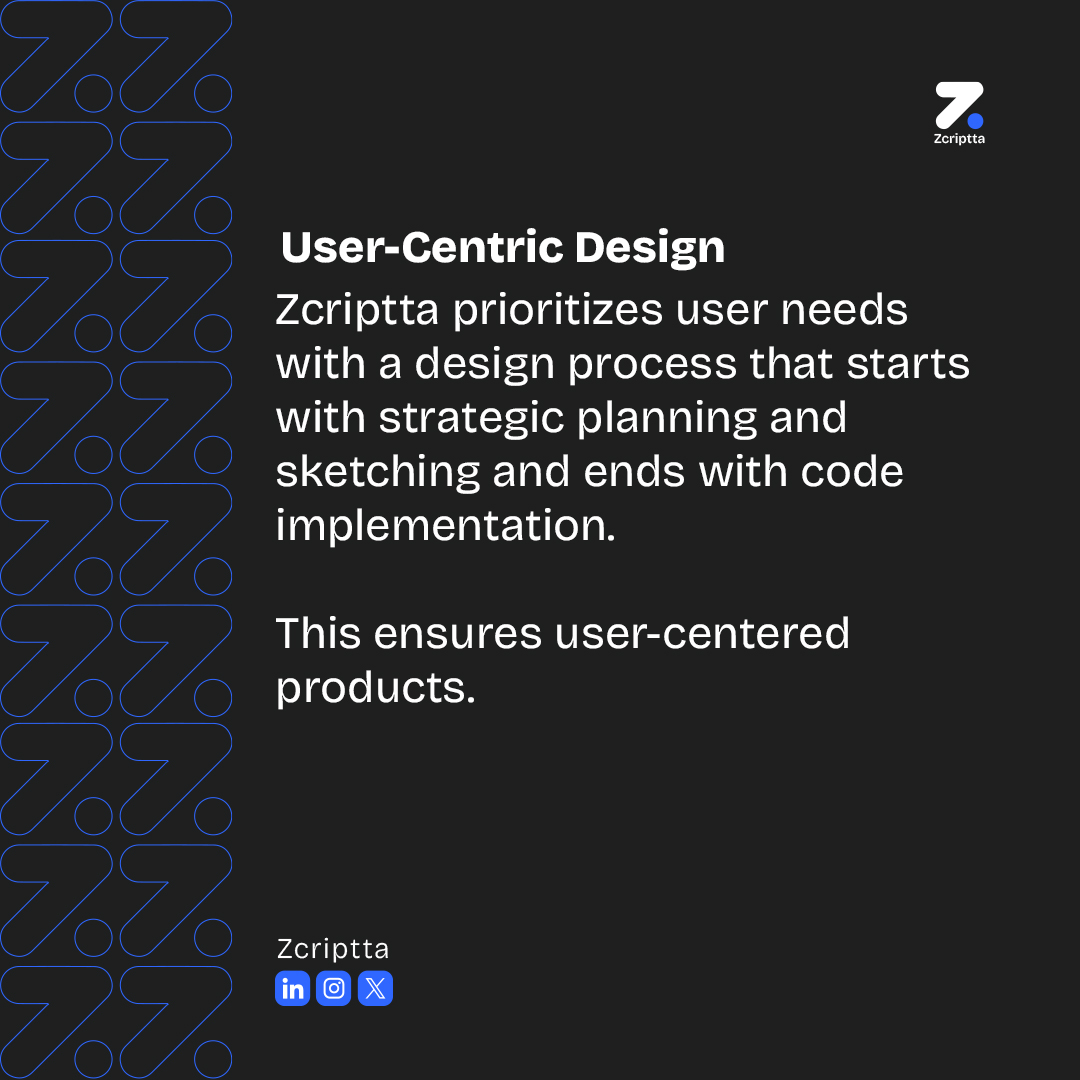 Zcriptta
User-Centric Design
Zcriptta prioritizes user needs
with a design process that starts
with strategic planning and
sketching and ends with code
implementation.
This ensures user-centered
products.
Zcriptta